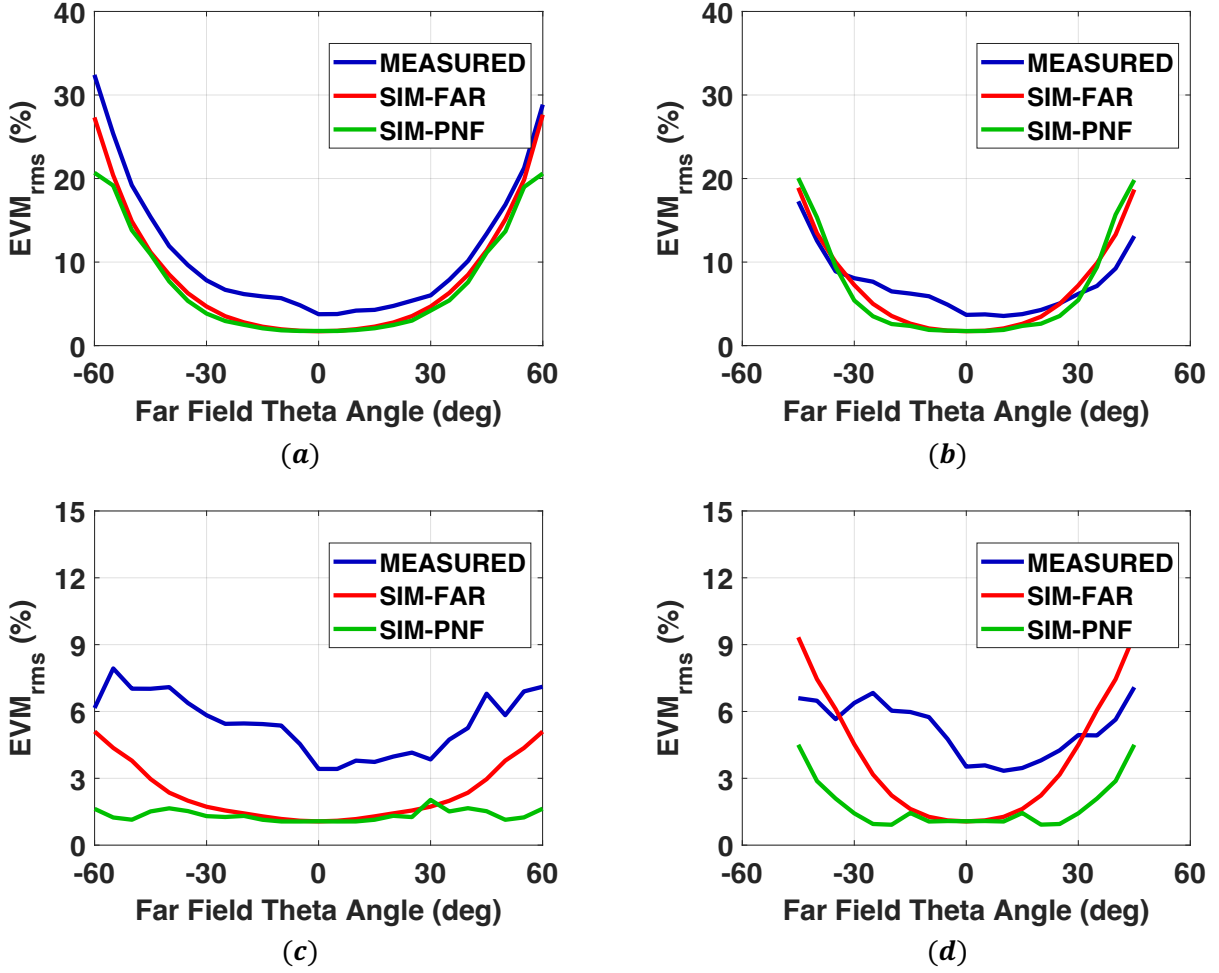 40
30
20
10
0
EVMrms (%)
MEASURED
SIM-FAR
SIM-PNF
-60 -30 0 30 60
Far Field Theta Angle (deg)
(a)
40
30
20
10
0
EVMrms (%)
MEASURED
SIM-FAR
SIM-PNF
-60 -30 0 30 60
Far Field Theta Angle (deg)
(b)
15
12
9
6
3
0
EVMrms (%)
MEASURED
SIM-FAR
SIM-PNF
-60 -30 0 30 60
Far Field Theta Angle (deg)
(c)
15
12
9
6
3
0
EVMrms (%)
MEASURED
SIM-FAR
SIM-PNF
-60 -30 0 30 60
Far Field Theta Angle (deg)
(d)